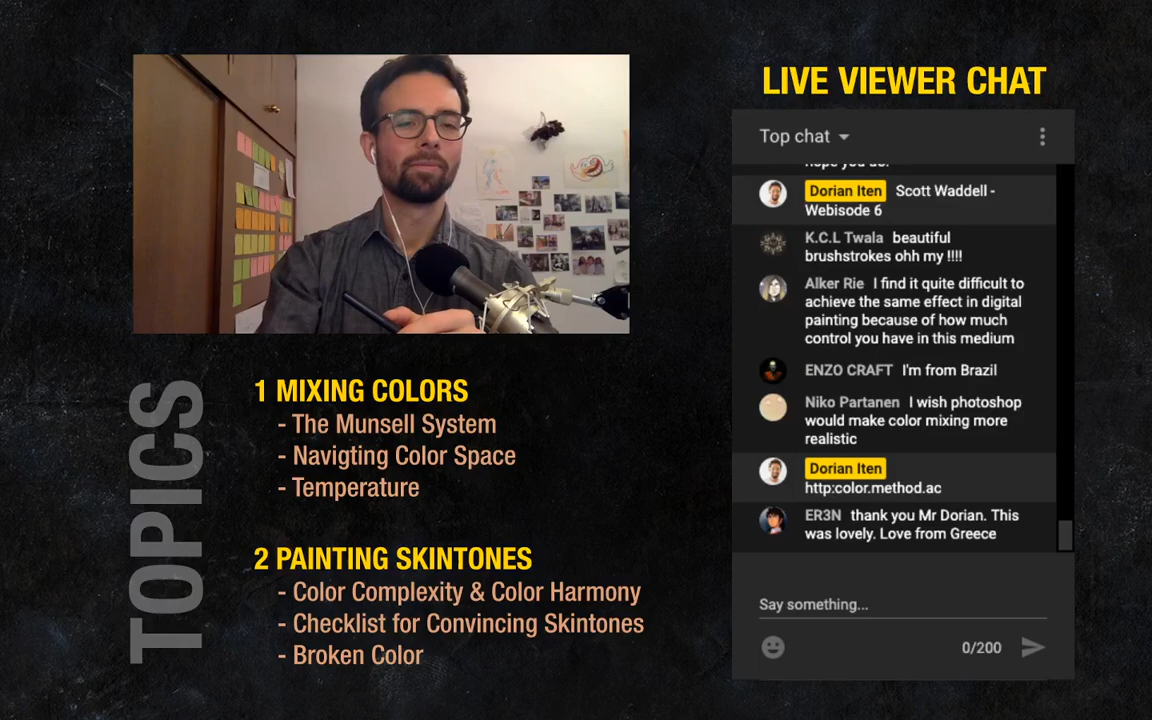 LIVE VIEWER CHAT
Top chat
hope you do!
Dorian Iten Scott Waddell -
Webisode 6
K.C.L Twala beautiful
brushstrokes ohh my !!!!
Alker Rie I find it quite difficult to
achieve the same effect in digital
painting because of how much
control you have in this medium
ENZO CRAFT I'm from Brazil
Niko Partanen I wish photoshop
would make color mixing more
realistic
Dorian Iten
http:color.method.ac
ER3N thank you Mr Dorian. This
was lovely. Love from Greece
Say something...
0/200
TOPICS
1 MIXING COLORS
- The Munsell System
- Navigting Color Space
- Temperature
2 PAINTING SKINTONES
- Color Complexity & Color Harmony
- Checklist for Convincing Skintones
- Broken Color